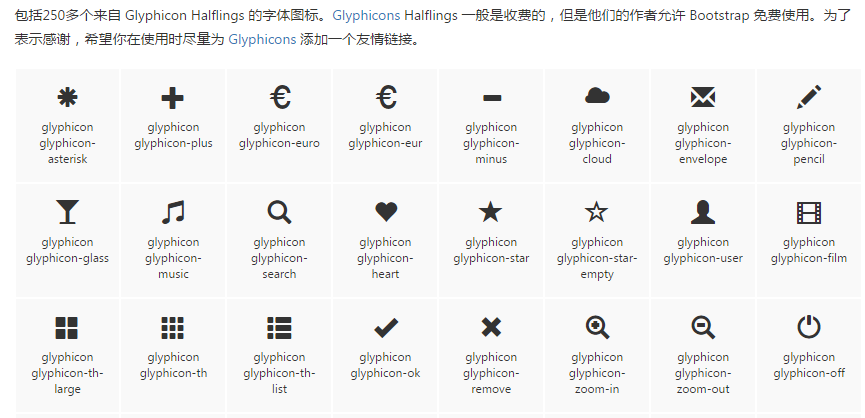 包括250多个来自 Glyphicon Halflings 的字体图标。Glyphicons Halflings 一般是收费的，但是他们的作者允许 Bootstrap 免费使用。为了
表示感谢，希望你在使用时尽量为 Glyphicons 添加一个友情链接。
glyphicon glyphicon glyphicon glyphicon glyphicon glyphicon glyphicon glyphicon
glyphicon- glyphicon-plus glyphicon-euro glyphicon-eur glyphicon- glyphicon- glyphicon- glyphicon-
asterisk minus cloud envelope pencil
glyphicon glyphicon glyphicon glyphicon glyphicon glyphicon glyphicon glyphicon
glyphicon-glass glyphicon- glyphicon- glyphicon- glyphicon-star glyphicon-star- glyphicon-user glyphicon-film
music search heart empty
glyphicon glyphicon glyphicon glyphicon glyphicon glyphicon glyphicon glyphicon
glyphicon-th- glyphicon-th glyphicon-th- glyphicon-ok glyphicon- glyphicon- glyphicon- glyphicon-off
large list remove zoom-in zoom-out